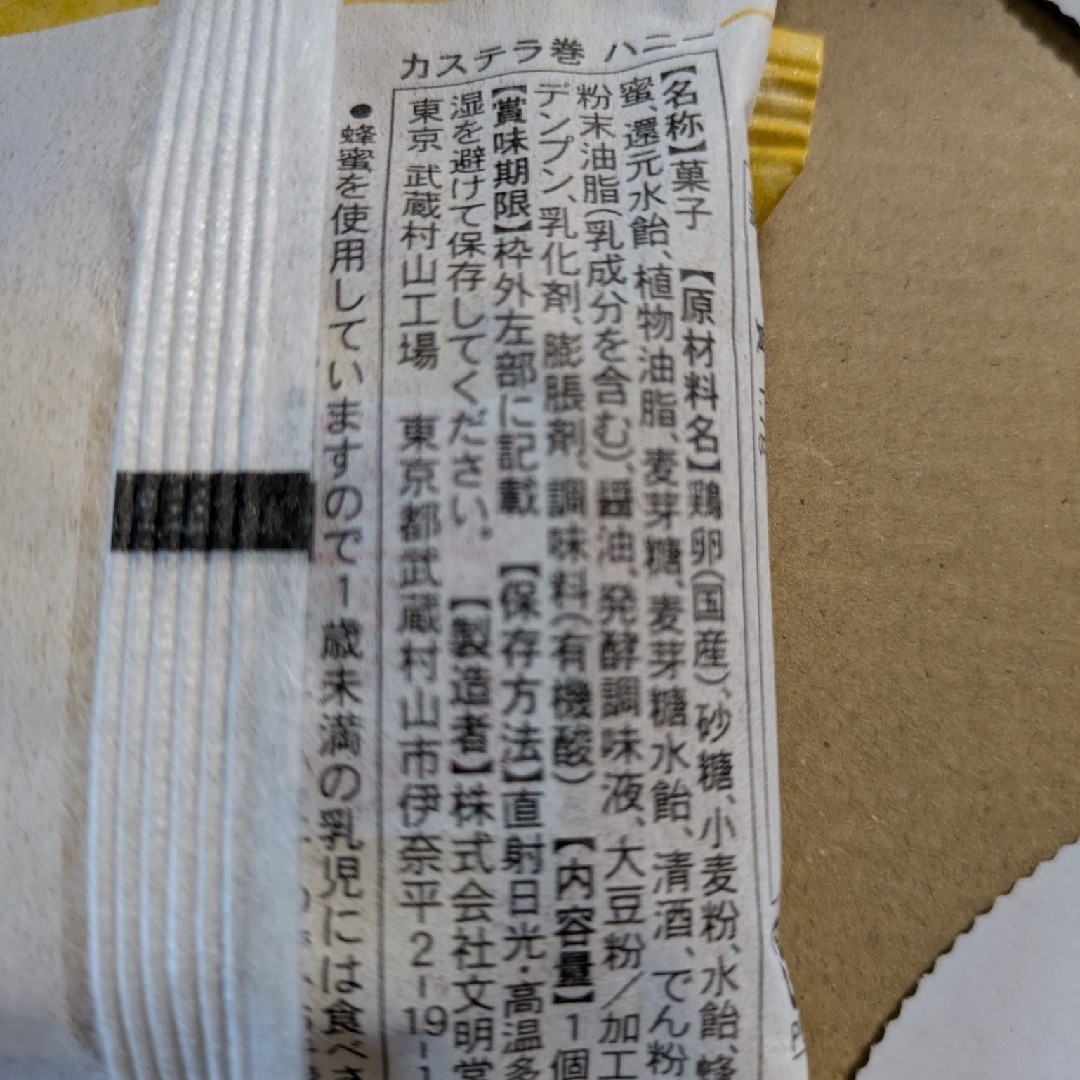 カステラ巻 ハニー
【名称】菓子 【原材料名】鶏卵(国産)、砂糖、小麦粉、水飴、蜂
蜜、還元水飴、植物油脂、麦芽糖、麦芽糖水飴、清酒、でん粉
粉末油脂(乳成分を含む)、醤油、発酵調味液、大豆粉/加工
デンプン、乳化剤、膨脹剤、調味料(有機酸) 【内容量】1個
【賞味期限】枠外左部に記載 【保存方法】直射日光・高温多
湿を避けて保存してください。 【製造者】株式会社文明堂
東京 武蔵村山工場 東京都武蔵村山市伊奈平2-19-1
●蜂蜜を使用していますので1歳未満の乳児には食べさ